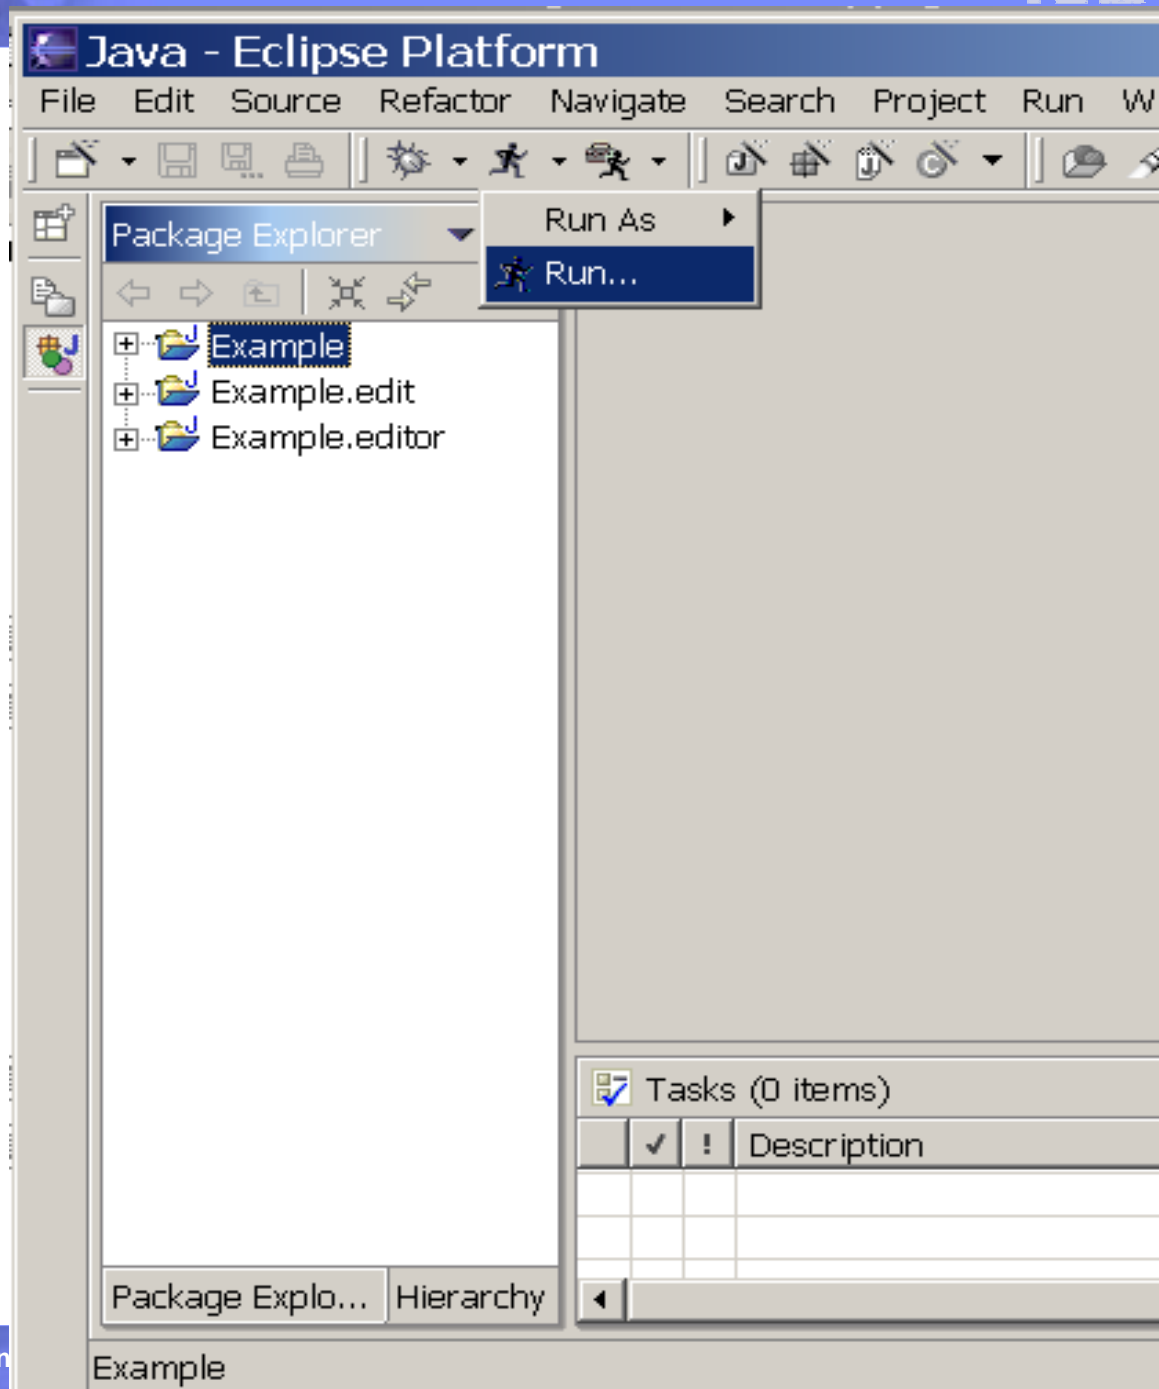 Java - Eclipse Platform
File Edit Source Refactor Navigate Search Project Run W
Package Explorer
Run As
Run...
Example
Example.edit
Example.editor
Tasks (0 items)
! Description
Package Explo... Hierarchy
Example